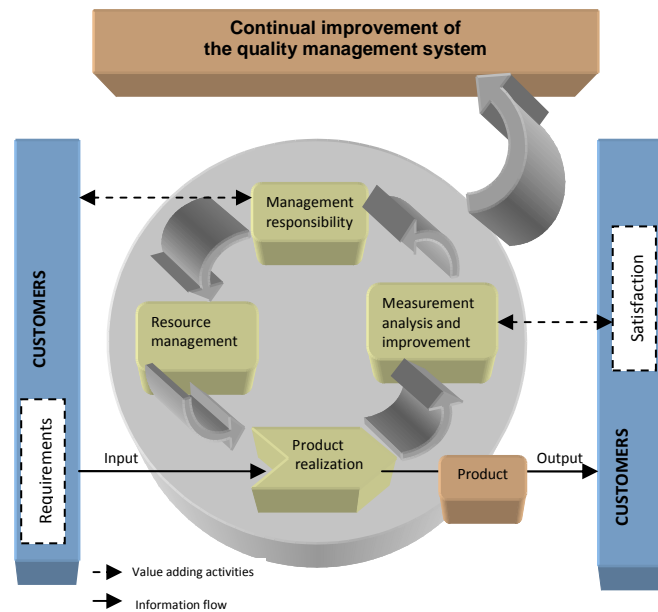 Continual improvement of
the quality management system
Management
responsibility
CUSTOMERS
Resource
management
Measurement
analysis and
improvement
Satisfaction
Requirements
Input
Product
realization
Product
Output
CUSTOMERS
Value adding activities
Information flow